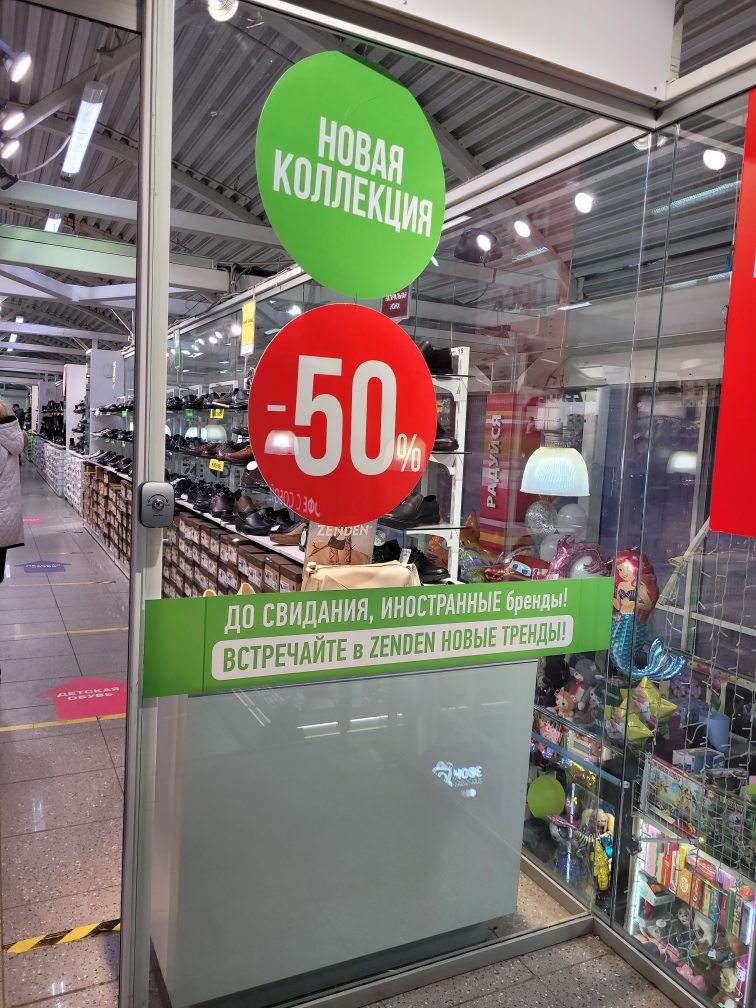 НОВАЯ
КОЛЛЕКЦИЯ
-50%
РАДУЙСЯ
ZENDEN
ДО СВИДАНИЯ, ИНОСТРАННЫЕ бренды!
ВСТРЕЧАЙТЕ в ZENDEN НОВЫЕ ТРЕНДЫ!
ДЕТСКАЯ
ОБУВЬ